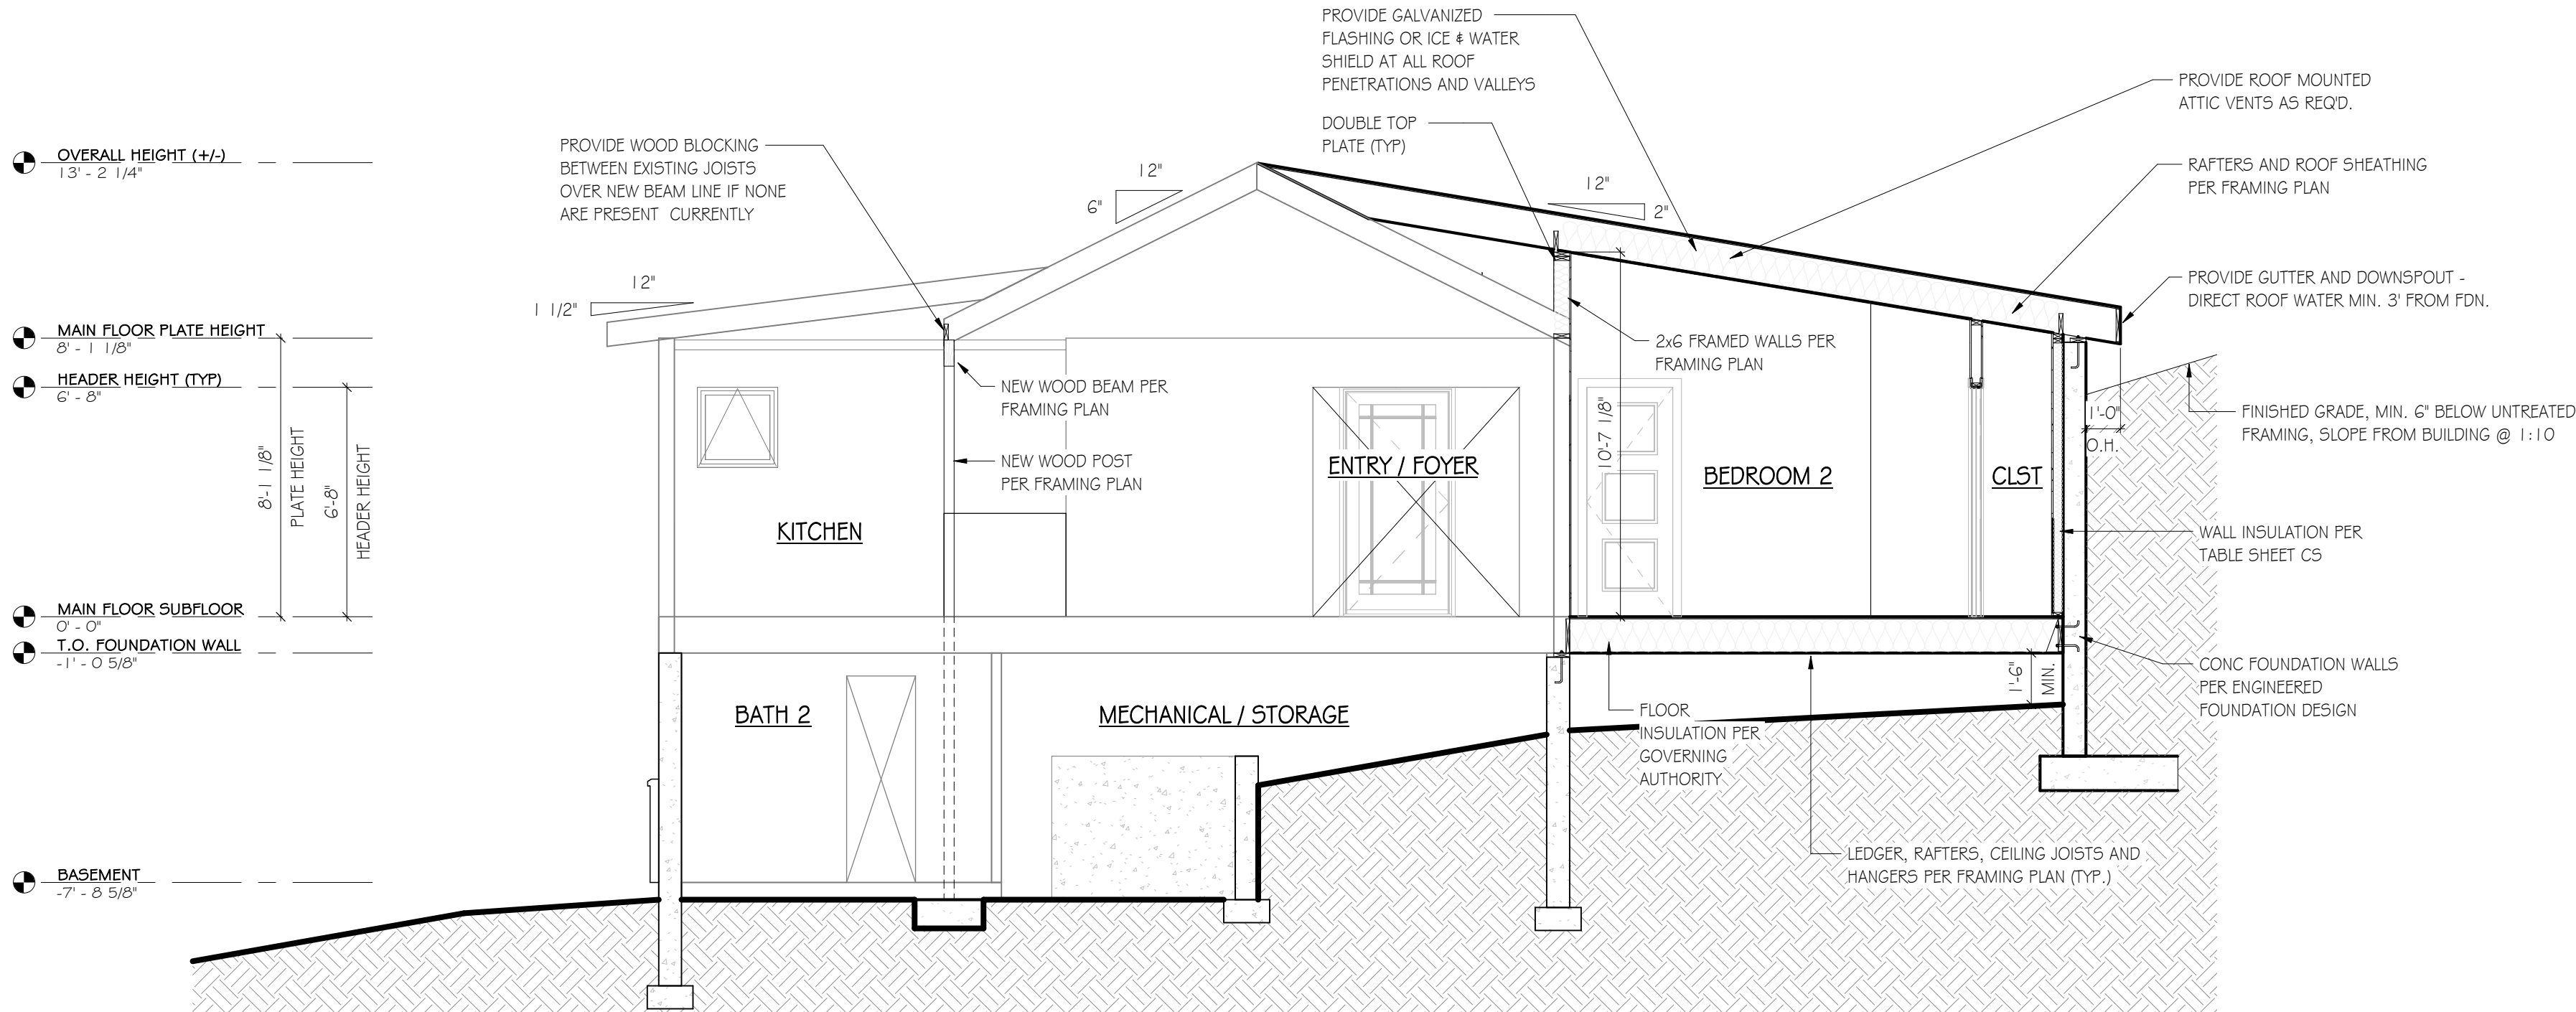 PROVIDE GALVANIZED
FLASHING OR ICE & WATER
SHIELD AT ALL ROOF
PENETRATIONS AND VALLEYS
DOUBLE TOP
PLATE (TYP)
PROVIDE ROOF MOUNTED
ATTIC VENTS AS REQ'D.
OVERALL HEIGHT (+/-)
13' - 2 1/4"
PROVIDE WOOD BLOCKING
BETWEEN EXISTING JOISTS
OVER NEW BEAM LINE IF NONE
ARE PRESENT CURRENTLY
12"
6"
12"
2"
RAFTERS AND ROOF SHEATHING
PER FRAMING PLAN
12"
1 1/2"
PROVIDE GUTTER AND DOWNSPOUT -
DIRECT ROOF WATER MIN. 3' FROM FDN.
MAIN FLOOR PLATE HEIGHT
8' - 1 1/8"
HEADER HEIGHT (TYP)
6' - 8"
2x6 FRAMED WALLS PER
FRAMING PLAN
NEW WOOD BEAM PER
FRAMING PLAN
NEW WOOD POST
PER FRAMING PLAN
8'-1 1/8"
PLATE HEIGHT
6'-8"
HEADER HEIGHT
10'-7 1/8"
1'-0"
O.H.
FINISHED GRADE, MIN. 6" BELOW UNTREATED
FRAMING, SLOPE FROM BUILDING @ 1:10
KITCHEN
ENTRY / FOYER
BEDROOM 2
CLST
WALL INSULATION PER
TABLE SHEET CS
MAIN FLOOR SUBFLOOR
0' - 0"
T.O. FOUNDATION WALL
-1' - 0 5/8"
1'-6"
MIN.
CONC FOUNDATION WALLS
PER ENGINEERED
FOUNDATION DESIGN
BATH 2
MECHANICAL / STORAGE
FLOOR
INSULATION PER
GOVERNING
AUTHORITY
LEDGER, RAFTERS, CEILING JOISTS AND
HANGERS PER FRAMING PLAN (TYP.)
BASEMENT
-7' - 8 5/8"